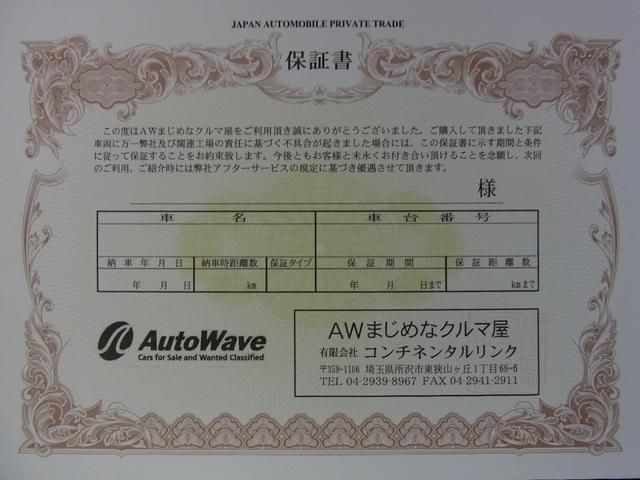 JAPAN AUTOMOBILE PRIVATE TRADE
保証書
この度はAWまじめなクルマ屋をご利用頂き誠にありがとうございました。ご購入して頂きました下記
車両に万一弊社及び関連工場の責任に基づく不具合が起きました場合には、この保証書に示す期間と条件
に従って保証することをお約束致します。今後ともお客様と末永くお付き合い頂けることを念願し、次回
のご利用、ご紹介時には弊社アフターサービスの規定に基づき優遇させて頂きます。
様
車名 車台番号
納車年月日 納車時距離数 保証タイプ 保証期間 保証距離数
年 月 日 km 年 月 日まで kmまで
AutoWave
Cars for Sale and Wanted Classified
AWまじめなクルマ屋
有限会社 コンチネンタルリンク
〒359-1106 埼玉県所沢市東狭山ヶ丘1丁目68-6
TEL 04-2939-8967 FAX 04-2941-2911